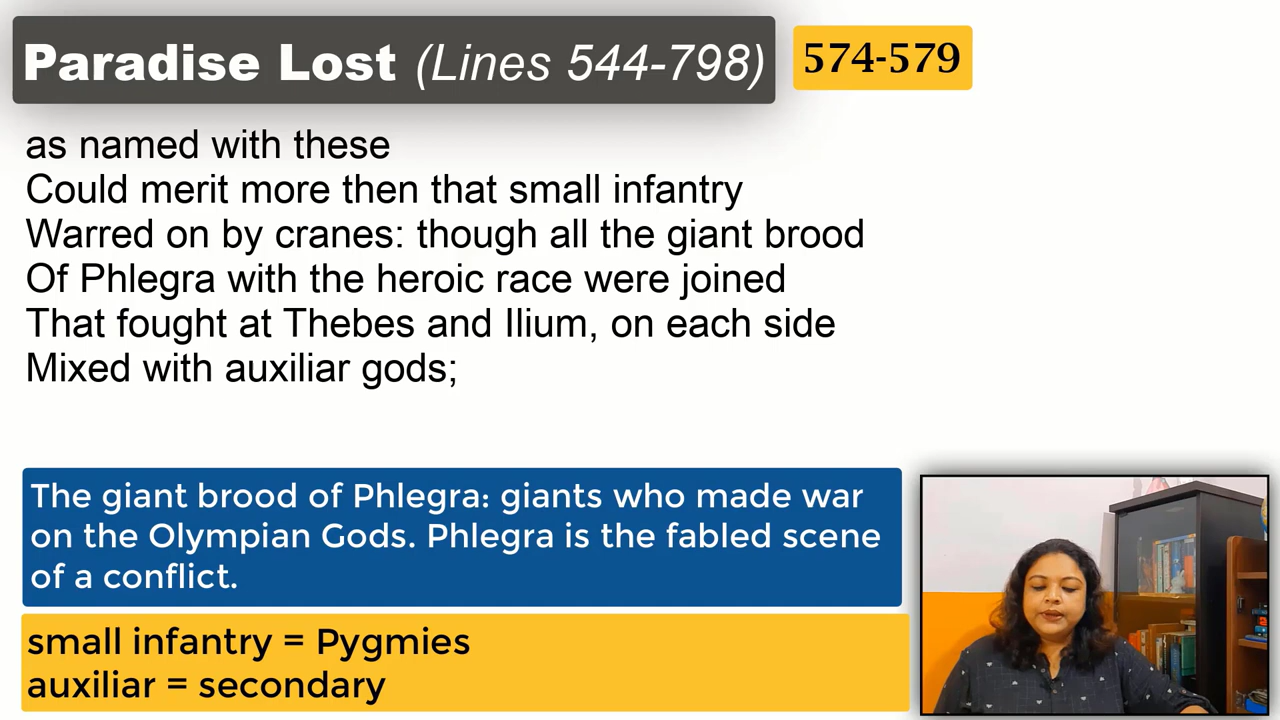 Paradise Lost (Lines 544-798) 574-579
as named with these
Could merit more then that small infantry
Warred on by cranes: though all the giant brood
Of Phlegra with the heroic race were joined
That fought at Thebes and Ilium, on each side
Mixed with auxiliar gods;
The giant brood of Phlegra: giants who made war
on the Olympian Gods. Phlegra is the fabled scene
of a conflict.
small infantry = Pygmies
auxiliar = secondary